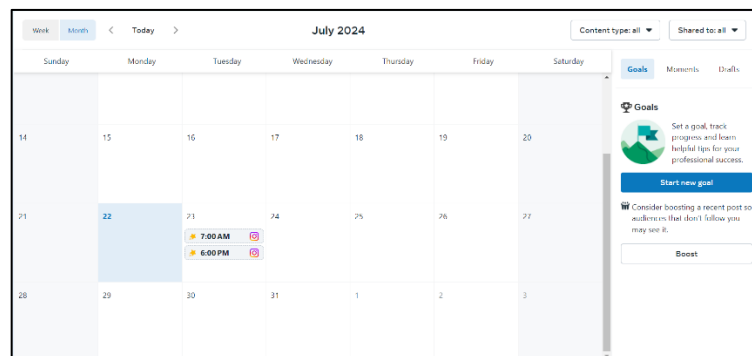 Week Month Today July 2024 Content type: all Shared to: all
Sunday Monday Tuesday Wednesday Thursday Friday Saturday
Goals Moments Drafts
Goals
Set a goal, track
progress and learn
helpful tips for your
professional success.
Start new goal
Consider boosting a recent post so
audiences that don't follow you
may see it.
Boost
14 15 16 17 18 19 20
21 22 23 24 25 26 27
7:00 AM
6:00 PM
28 29 30 31 1 2 3